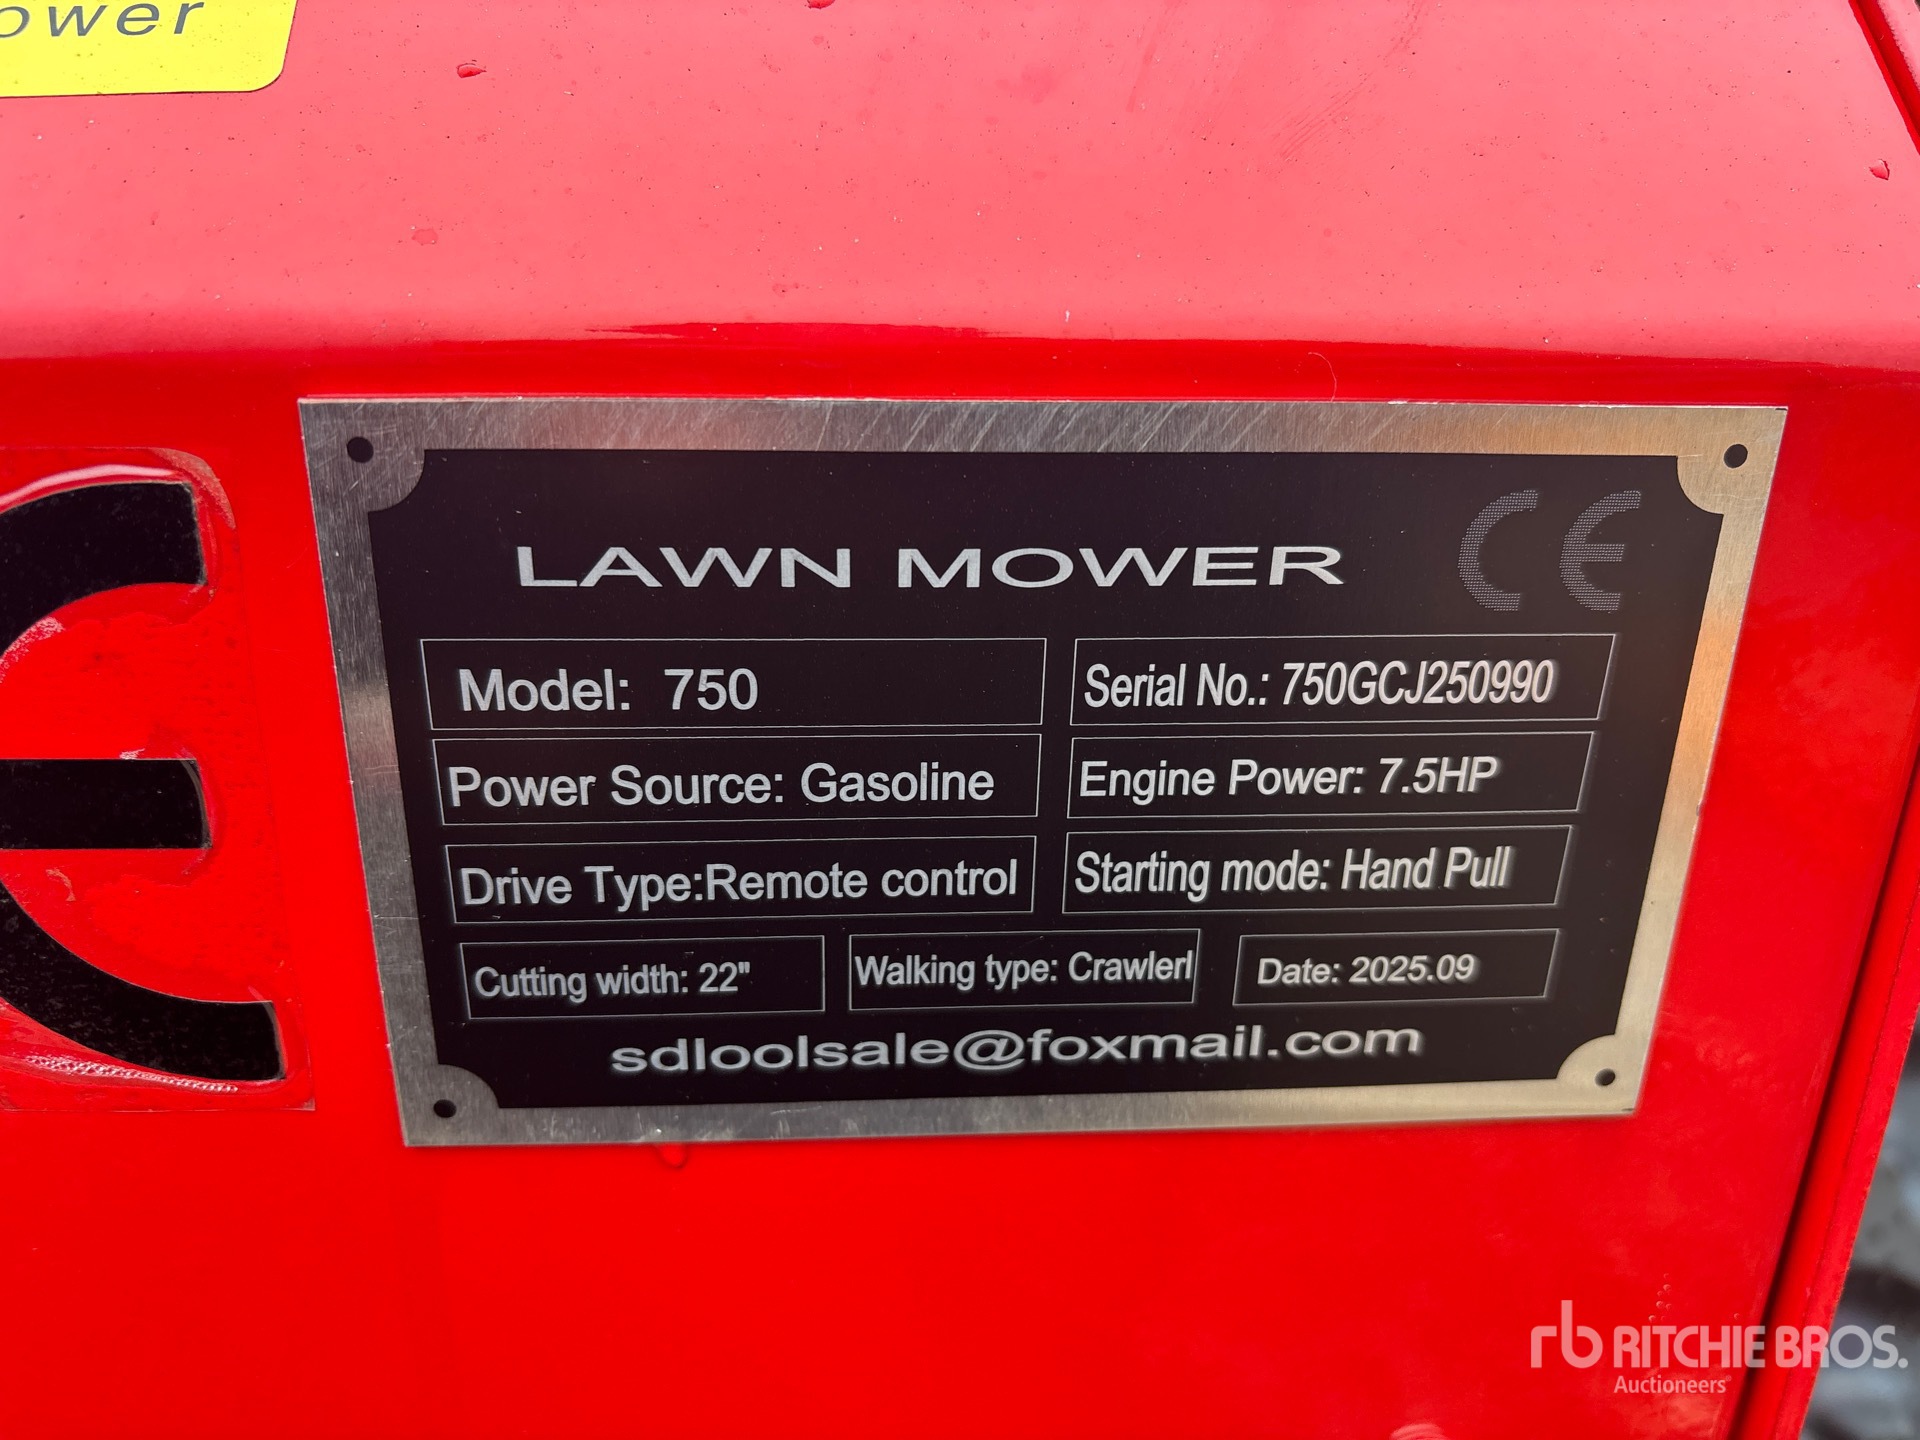 ower
LAWN MOWER CE
Model: 750
Serial No.: 750GCJ250990
Power Source: Gasoline
Engine Power: 7.5HP
Drive Type:Remote control
Starting mode: Hand Pull
Cutting width: 22"
Walking type: Crawlerl
Date: 2025.09
sdloolsale@foxmail.com
e
rb RITCHIE BROS.
Auctioneers